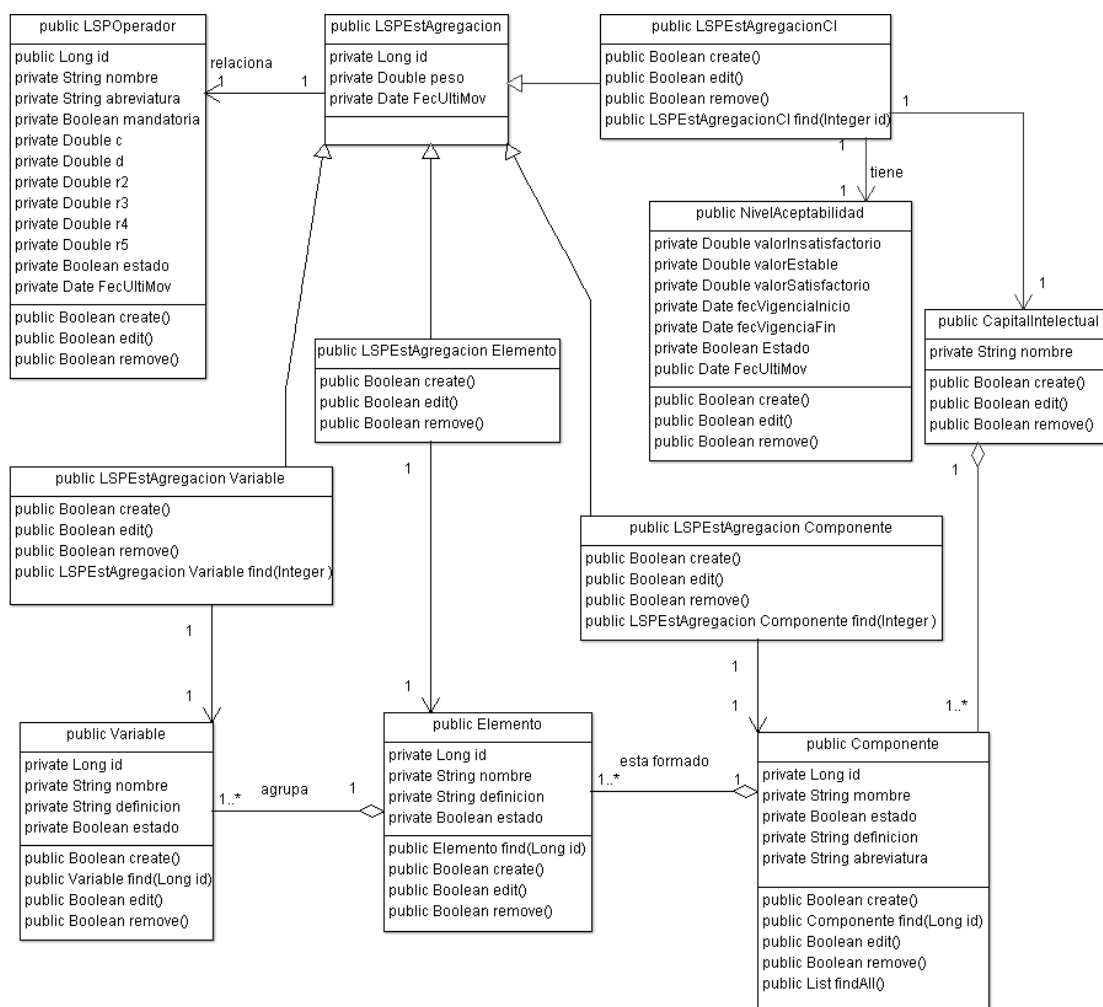 public LSPOperador
public Long id
private String nombre
private String abreviatura
private Boolean mandatoria
private Double c
private Double d
private Double r2
private Double r3
private Double r4
private Double r5
private Boolean estado
private Date FecUltiMov
public Boolean create()
public Boolean edit()
public Boolean remove()
relaciona
1
1
public LSPEstAgregacion
private Long id
private Double peso
private Date FecUltiMov
public LSPEstAgregacionCI
public Boolean create()
public Boolean edit()
public Boolean remove()
public LSPEstAgregacionCI find(Integer id)
1
1
tiene
1
1
public NivelAceptabilidad
private Double valorInsatisfactorio
private Double valorEstable
private Double valorSatisfactorio
private Date fecVigenciaInicio
private Date fecVigenciaFin
private Boolean Estado
public Date FecUltiMov
public Boolean create()
public Boolean edit()
public Boolean remove()
public CapitalIntelectual
private String nombre
public Boolean create()
public Boolean edit()
public Boolean remove()
1
1..*
public LSPEstAgregacion Elemento
public Boolean create()
public Boolean edit()
public Boolean remove()
1
1
public LSPEstAgregacion Variable
public Boolean create()
public Boolean edit()
public Boolean remove()
public LSPEstAgregacion Variable find(Integer )
1
1
public LSPEstAgregacion Componente
public Boolean create()
public Boolean edit()
public Boolean remove()
public LSPEstAgregacion Componente find(Integer )
1
1
public Variable
private Long id
private String nombre
private String definicion
private Boolean estado
public Boolean create()
public Variable find(Long id)
public Boolean edit()
public Boolean remove()
1..*
agrupa
1
public Elemento
private Long id
private String nombre
private String definicion
private Boolean estado
public Elemento find(Long id)
public Boolean create()
public Boolean edit()
public Boolean remove()
esta formado
1..*
1
public Componente
private Long id
private String mombre
private Boolean estado
private String definicion
private String abreviatura
public Boolean create()
public Componente find(Long id)
public Boolean edit()
public Boolean remove()
public List findAll()